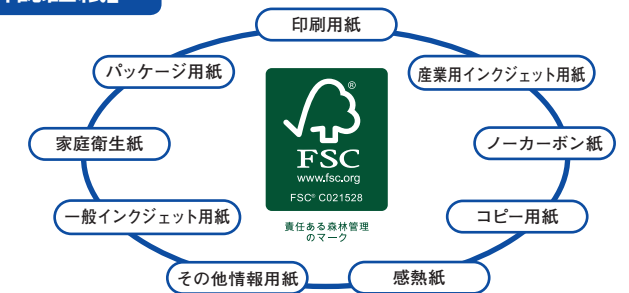 印刷用紙
パッケージ用紙
産業用インクジェット用紙
家庭衛生紙
ノーカーボン紙
一般インクジェット用紙
コピー用紙
その他情報用紙
感熱紙
®
FSC
www.fsc.org
FSC® C021528
責任ある森林管理
のマーク